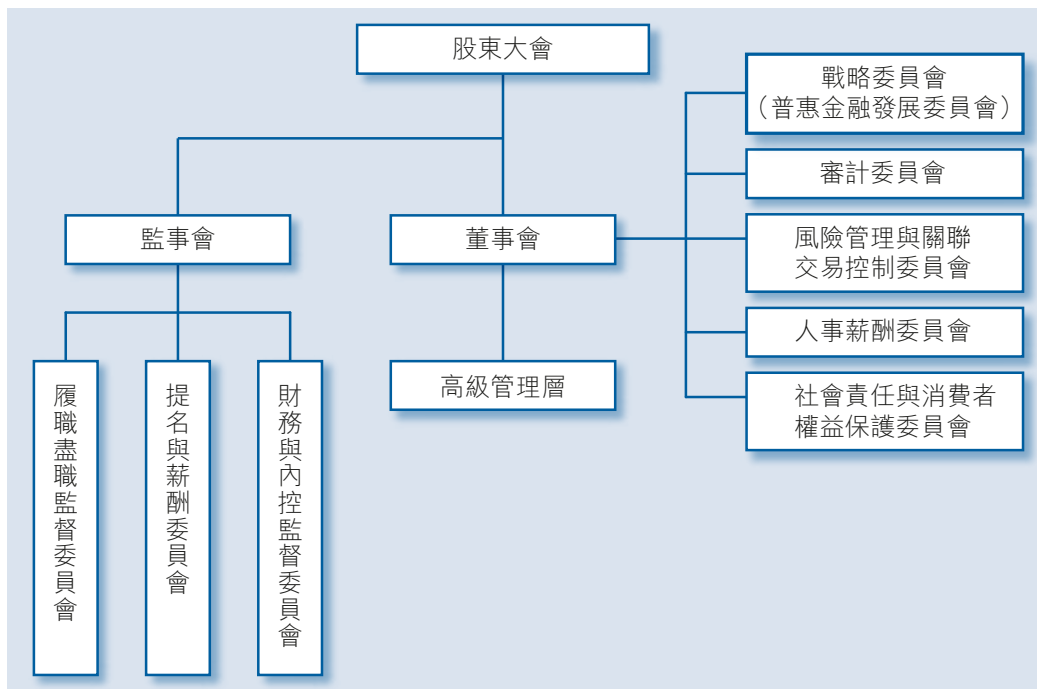 股東大會
戰略委員會
（普惠金融發展委員會）
審計委員會
監事會
董事會
風險管理與關聯
交易控制委員會
人事薪酬委員會
高級管理層
社會責任與消費者
權益保護委員會
履職盡職監督委員會
提名與薪酬委員會
財務與內控監督委員會